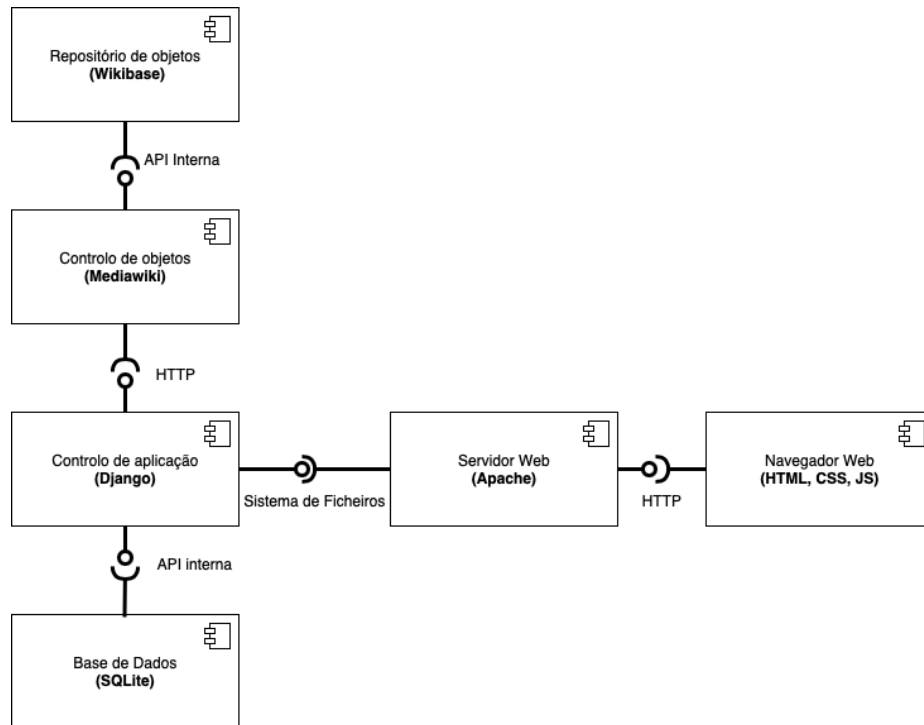 Repositório de objetos
(Wikibase)
API Interna
Controlo de objetos
(Mediawiki)
HTTP
Controlo de aplicação
(Django)
Sistema de Ficheiros
Servidor Web
(Apache)
HTTP
Navegador Web
(HTML, CSS, JS)
API interna
Base de Dados
(SQLite)